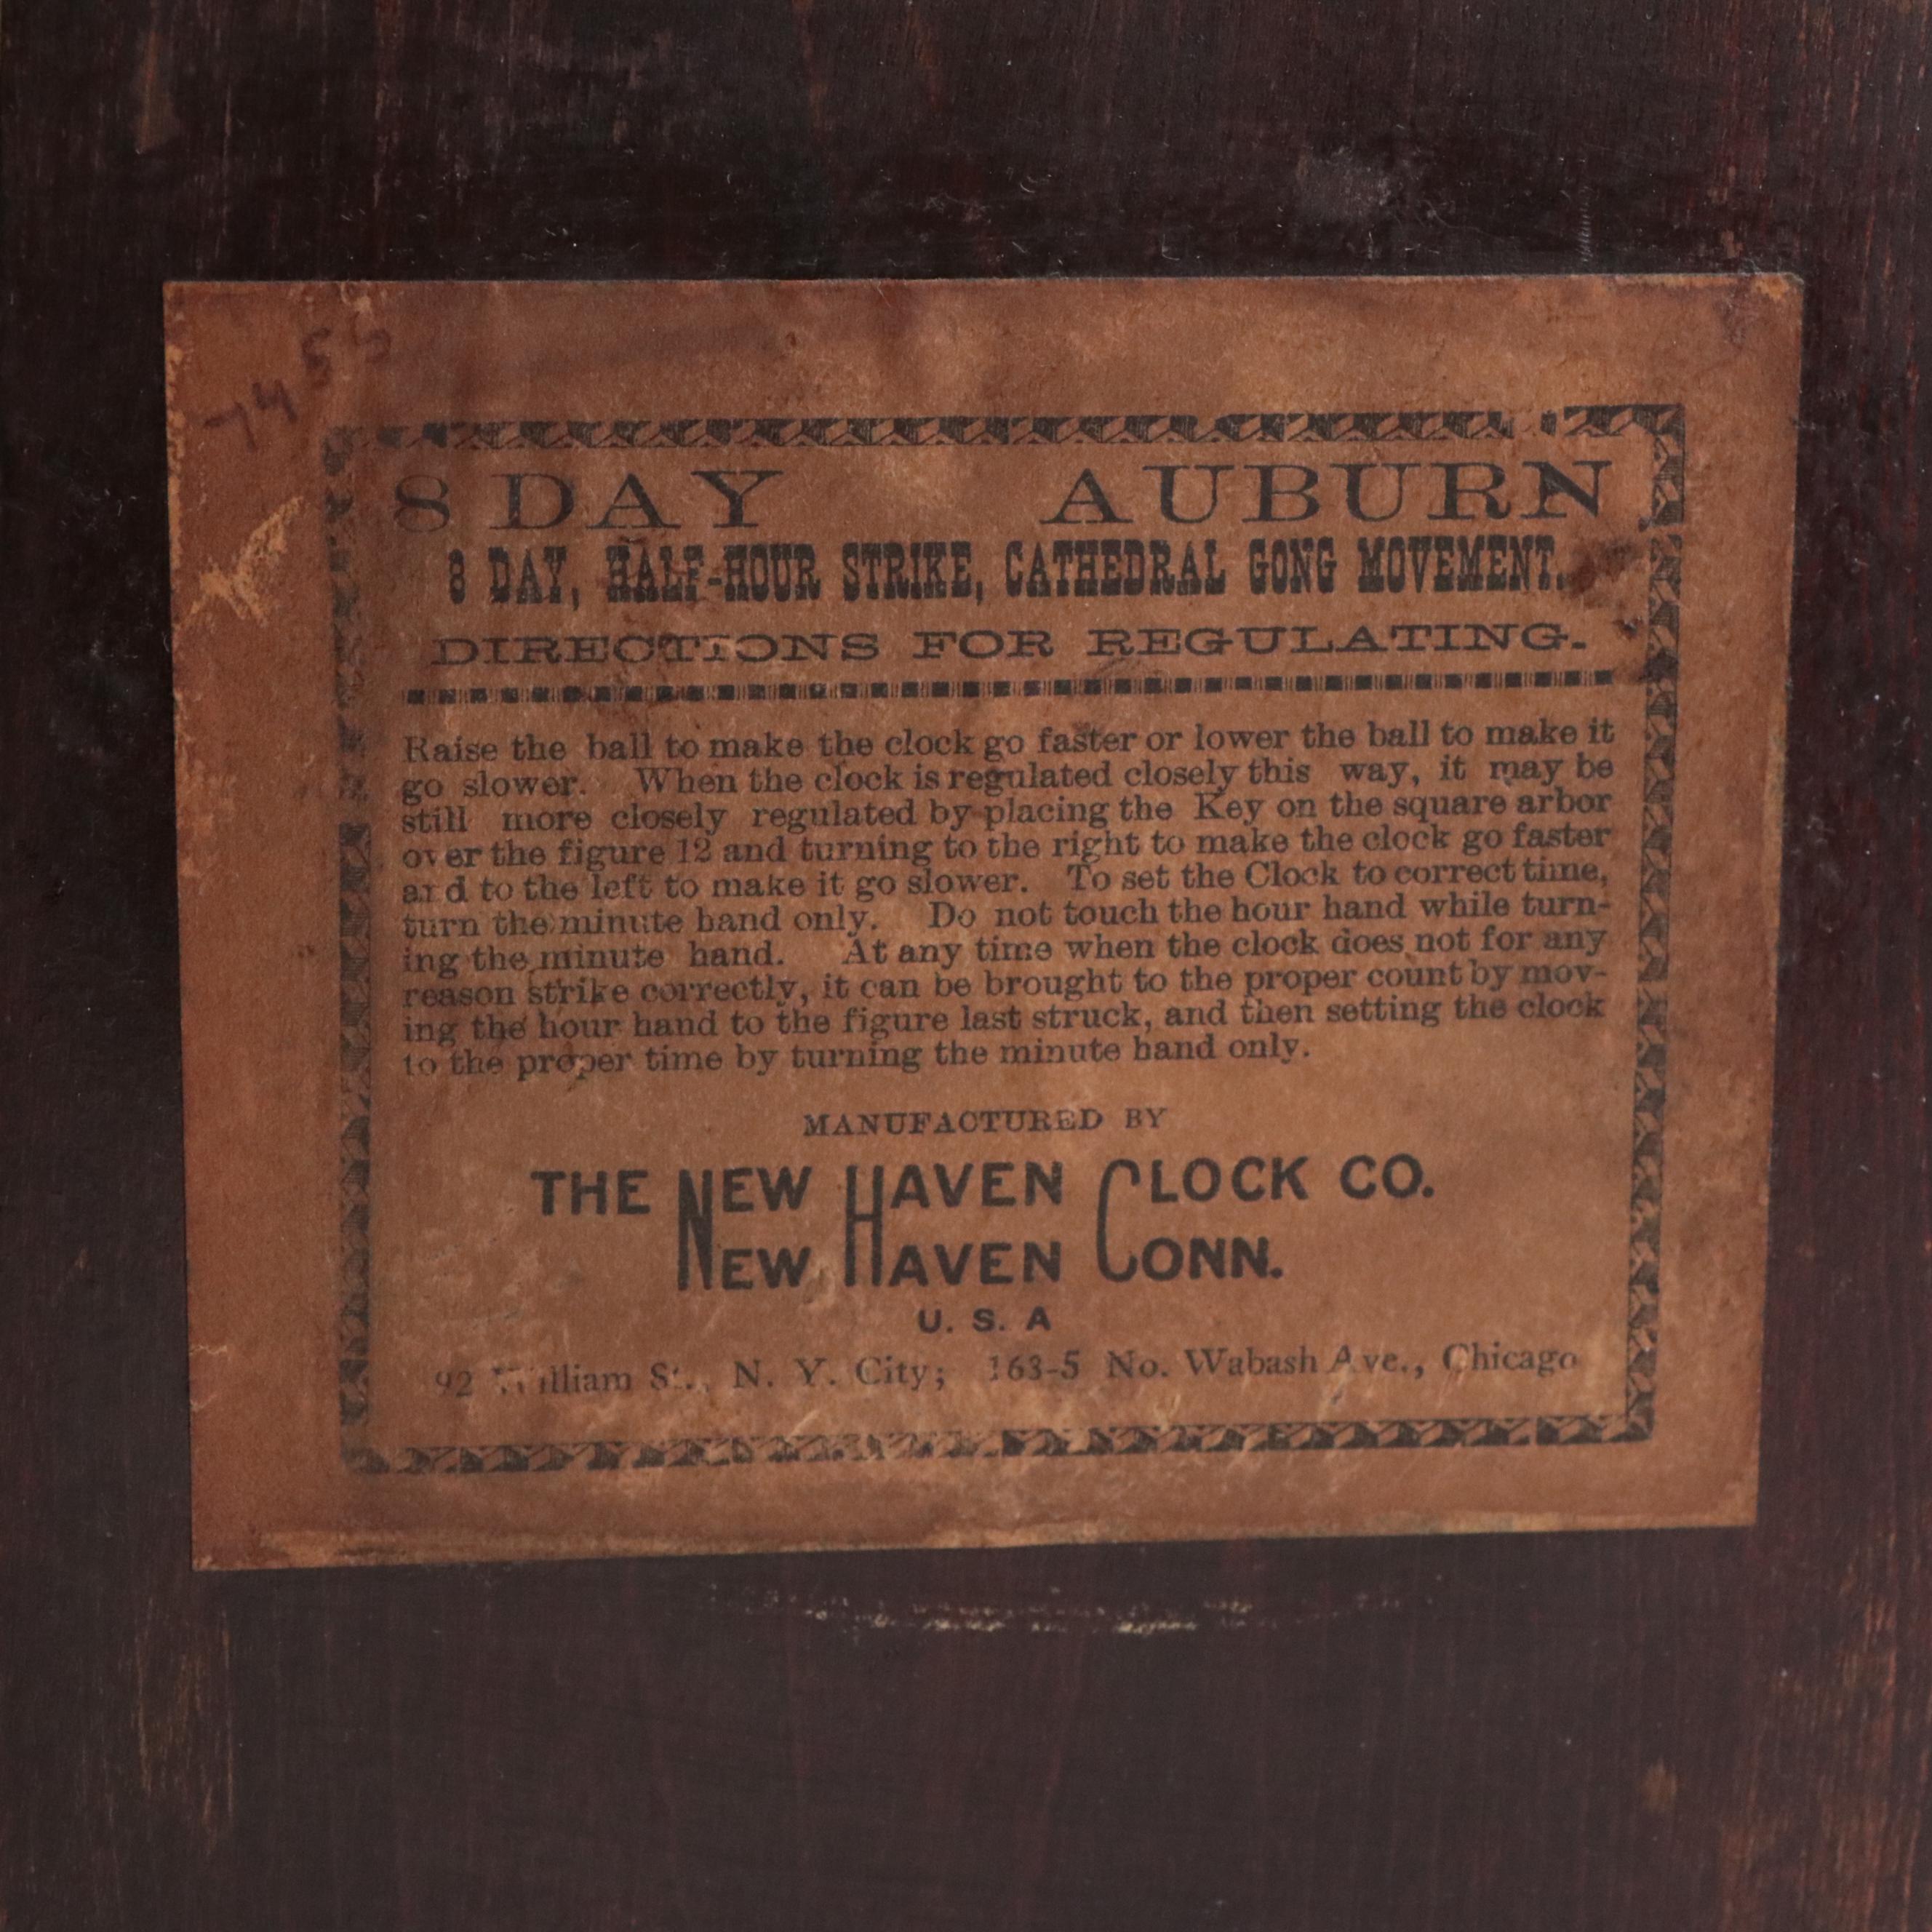 7456
8 DAY AUBURN
8 DAY, HALF-HOUR STRIKE, CATHEDRAL GONG MOVEMENT.
DIRECTIONS FOR REGULATING.
Raise the ball to make the clock go faster or lower the ball to make it
go slower. When the clock is regulated closely this way, it may be
still more closely regulated by placing the Key on the square arbor
over the figure 12 and turning to the right to make the clock go faster
and to the left to make it go slower. To set the Clock to correct time,
turn the minute hand only. Do not touch the hour hand while turn-
ing the minute hand. At any time when the clock does not for any
reason strike correctly, it can be brought to the proper count by mov-
ing the hour hand to the figure last struck, and then setting the clock
to the proper time by turning the minute hand only.
MANUFACTURED BY
THE NEW HAVEN CLOCK CO.
NEW HAVEN CONN.
U. S. A
92 William St., N. Y. City; 163-5 No. Wabash Ave., Chicago